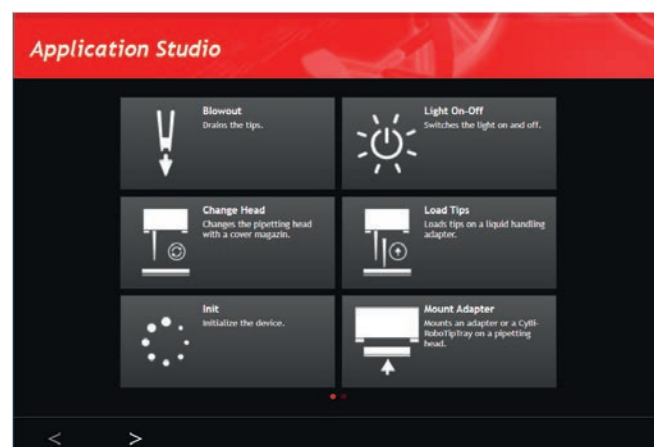 Application Studio
Blowout
Drains the tips.
Light On-Off
Switches the light on and off.
Change Head
Changes the pipetting head
with a cover magazin.
Load Tips
Loads tips on a liquid handling
adapter.
Init
Initialize the device.
Mount Adapter
Mounts an adapter or a CyBi-
RoboTipTray on a pipetting
head.
< >